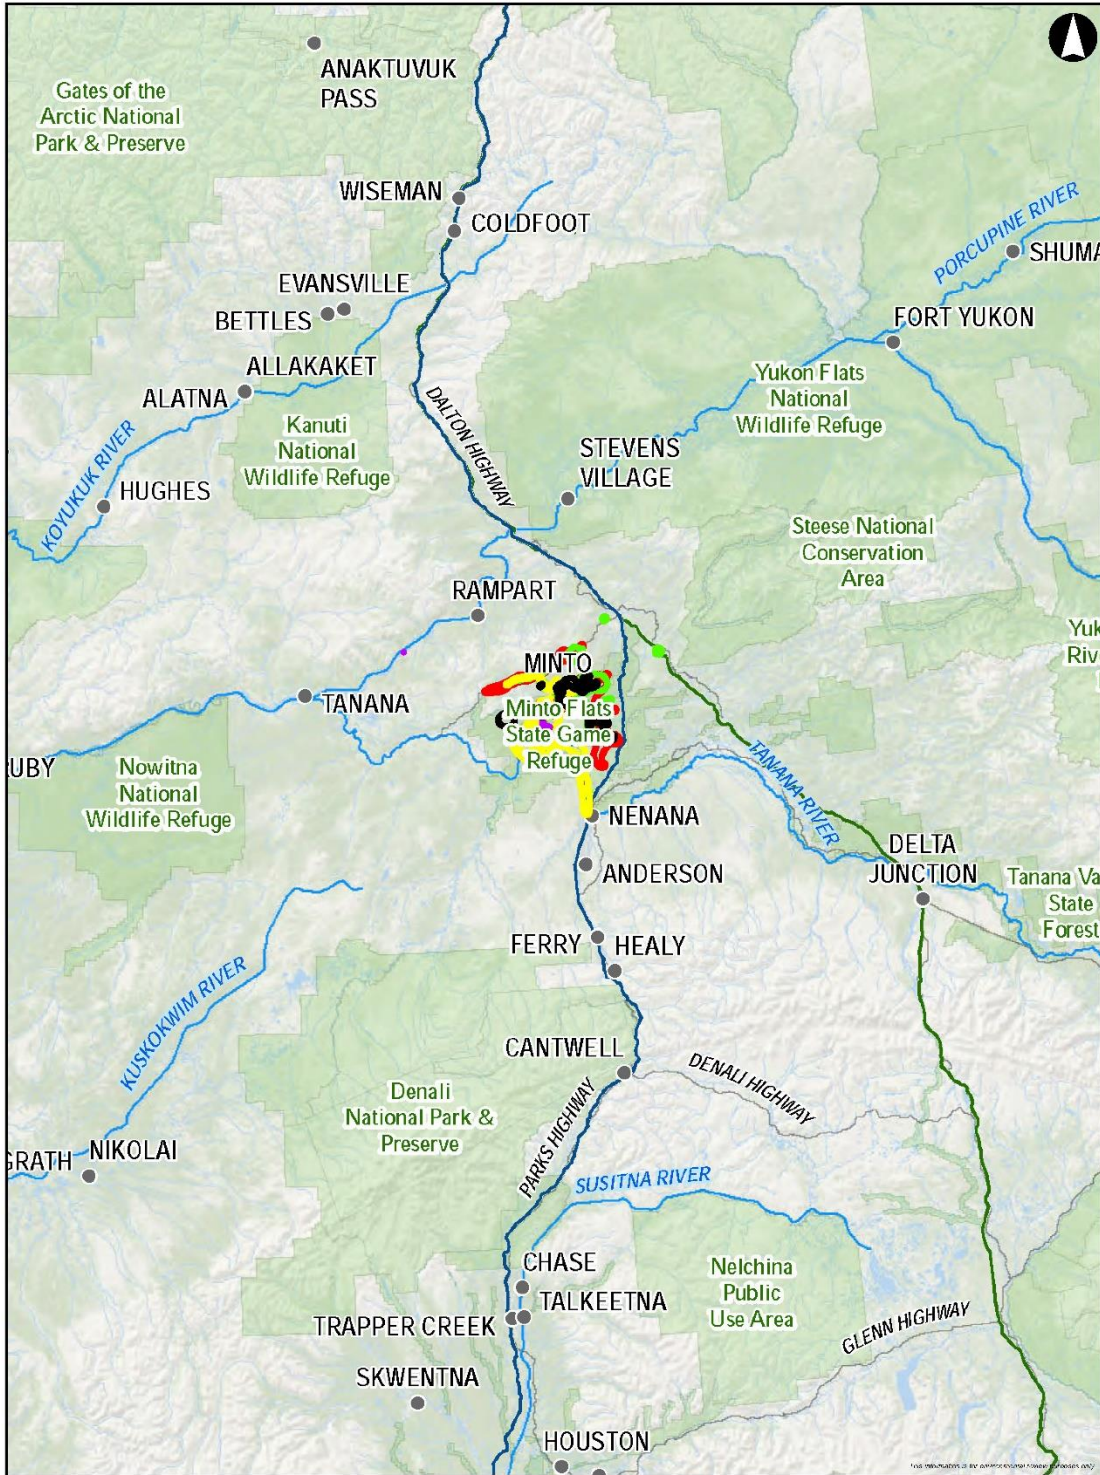 ANAKTUVUK
PASS
Gates of the
Arctic National
Park & Preserve
WISEMAN
COLDFOOT
PORCUPINE RIVER
SHUMA
EVANSVILLE
BETTLES
FORT YUKON
ALLAKAKET
ALATNA
Yukon Flats
National
Wildlife Refuge
DALTON HIGHWAY
Kanuti
National
Wildlife Refuge
KOYUKUK RIVER
STEVENS
VILLAGE
HUGHES
Steese National
Conservation
Area
RAMPART
Yuk
Riv
MINTO
TANANA
Minto Flats
State Game
Refuge
RUBY
Nowitna
National
Wildlife Refuge
TANANA RIVER
NENANA
DELTA
JUNCTION
ANDERSON
Tanana Va
State
Forest
FERRY
HEALY
KUSKOKWIM RIVER
CANTWELL
DENALI HIGHWAY
Denali
National Park &
Preserve
PARKS HIGHWAY
GRATH
NIKOLAI
SUSITNA RIVER
CHASE
Nelchina
Public
Use Area
TALKEETNA
TRAPPER CREEK
GLENN HIGHWAY
SKWENTNA
HOUSTON